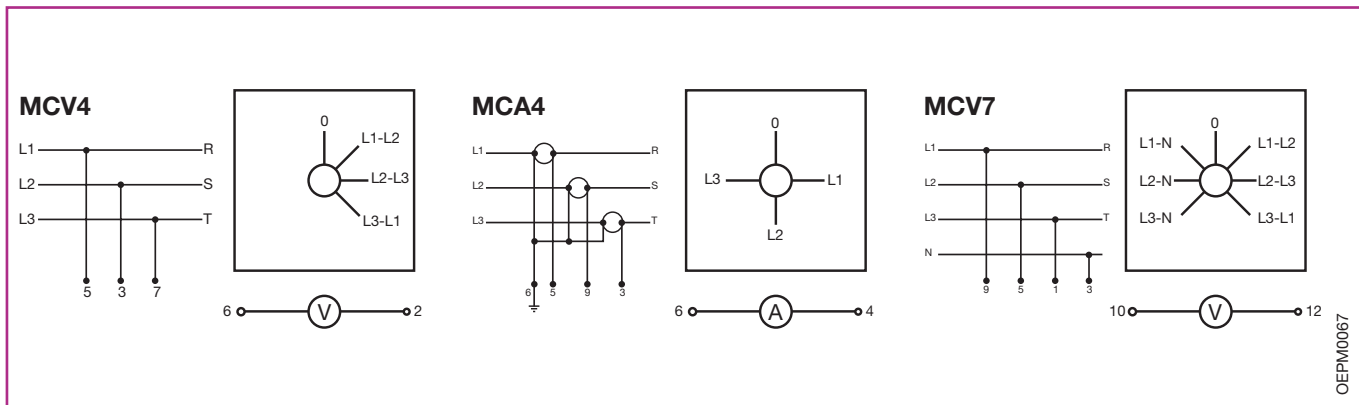 MCV4
0
L1-L2
L1
R
L2
S
L2-L3
L3
T
L3-L1
5 3 7
6 V 2
MCA4
0
L1
R
L2
S
L3
L1
L3
T
L2
6 5 9 3
6 A 4
MCV7
0
L1-N
L1-L2
L1
R
L2
S
L2-N
L2-L3
L3
T
L3-N
L3-L1
N
9 5 1 3
10 V 12
OEPM0067